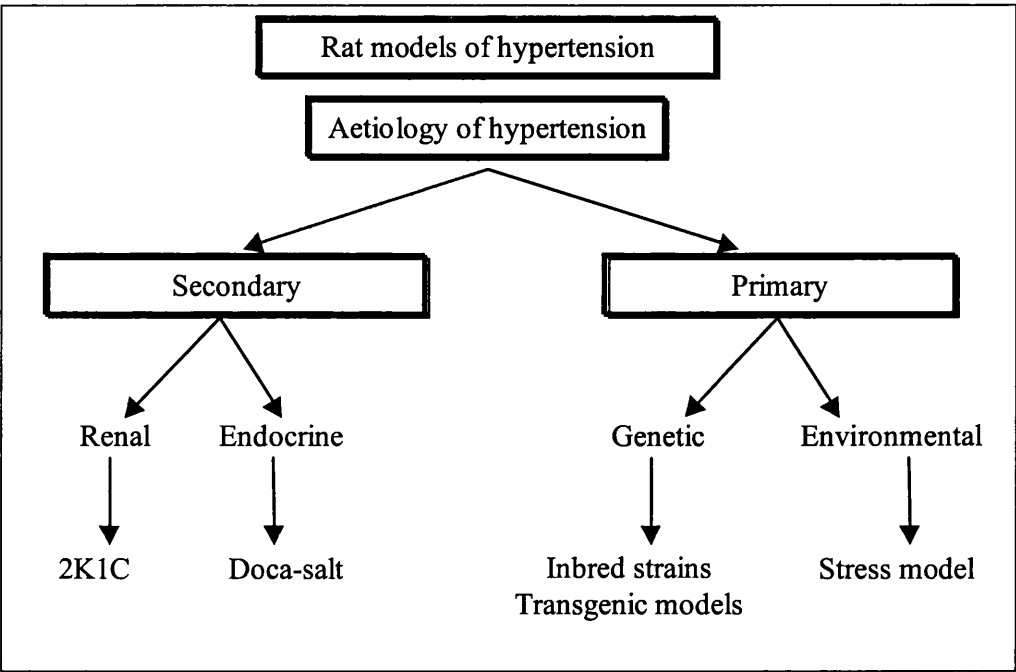 Rat models of hypertension
Aetiology of hypertension
Secondary
Primary
Renal
Endocrine
Genetic
Environmental
2K1C
Doca-salt
Inbred strains
Transgenic models
Stress model